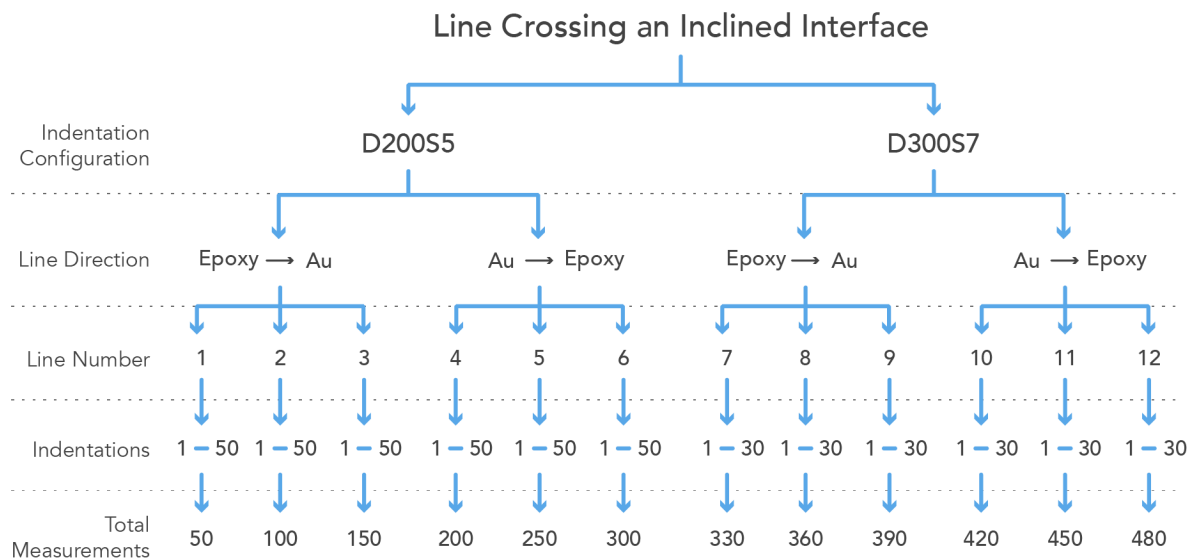 Line Crossing an Inclined Interface
Indentation
Configuration
D200S5 D300S7
Line Direction Epoxy → Au Au → Epoxy Epoxy → Au Au → Epoxy
Line Number 1 2 3 4 5 6 7 8 9 10 11 12
Indentations 1 – 50 1 – 50 1 – 50 1 – 50 1 – 50 1 – 50 1 – 30 1 – 30 1 – 30 1 – 30 1 – 30 1 – 30
Total
Measurements 50 100 150 200 250 300 330 360 390 420 450 480